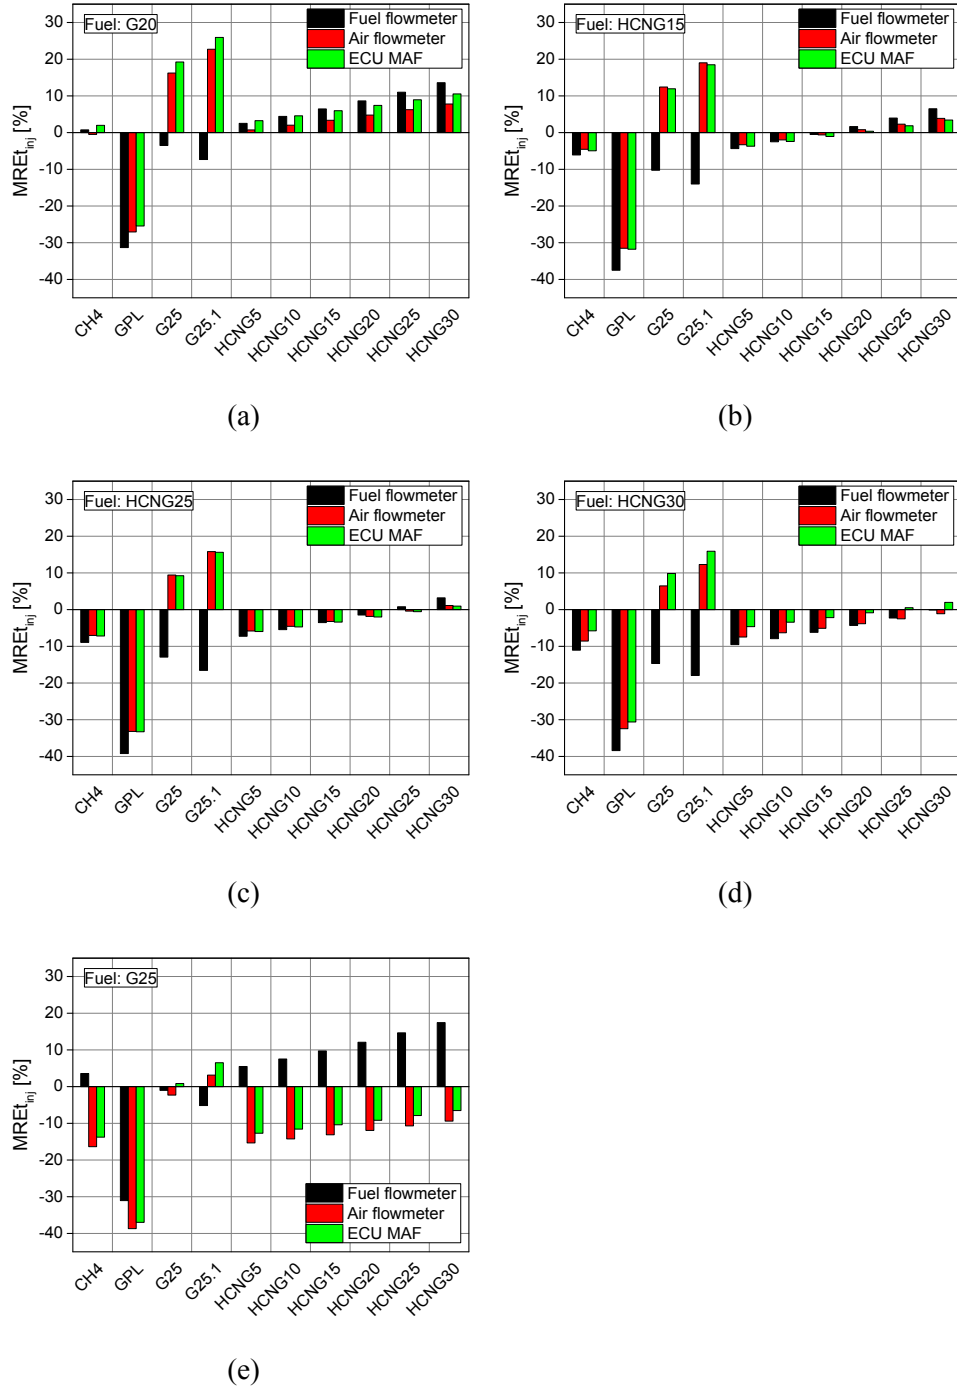 Fuel: G20
Fuel flowmeter
Air flowmeter
ECU MAF
30
20
10
0
-10
-20
-30
-40
MREt_inj [%]
CH4
GPL
G25
G25.1
HCNG5
HCNG10
HCNG15
HCNG20
HCNG25
HCNG30
(a)
Fuel: HCNG15
Fuel flowmeter
Air flowmeter
ECU MAF
30
20
10
0
-10
-20
-30
-40
MREt_inj [%]
CH4
GPL
G25
G25.1
HCNG5
HCNG10
HCNG15
HCNG20
HCNG25
HCNG30
(b)
Fuel: HCNG25
Fuel flowmeter
Air flowmeter
ECU MAF
30
20
10
0
-10
-20
-30
-40
MREt_inj [%]
CH4
GPL
G25
G25.1
HCNG5
HCNG10
HCNG15
HCNG20
HCNG25
HCNG30
(c)
Fuel: HCNG30
Fuel flowmeter
Air flowmeter
ECU MAF
30
20
10
0
-10
-20
-30
-40
MREt_inj [%]
CH4
GPL
G25
G25.1
HCNG5
HCNG10
HCNG15
HCNG20
HCNG25
HCNG30
(d)
Fuel: G25
30
20
10
0
-10
-20
-30
-40
MREt_inj [%]
Fuel flowmeter
Air flowmeter
ECU MAF
CH4
GPL
G25
G25.1
HCNG5
HCNG10
HCNG15
HCNG20
HCNG25
HCNG30
(e)